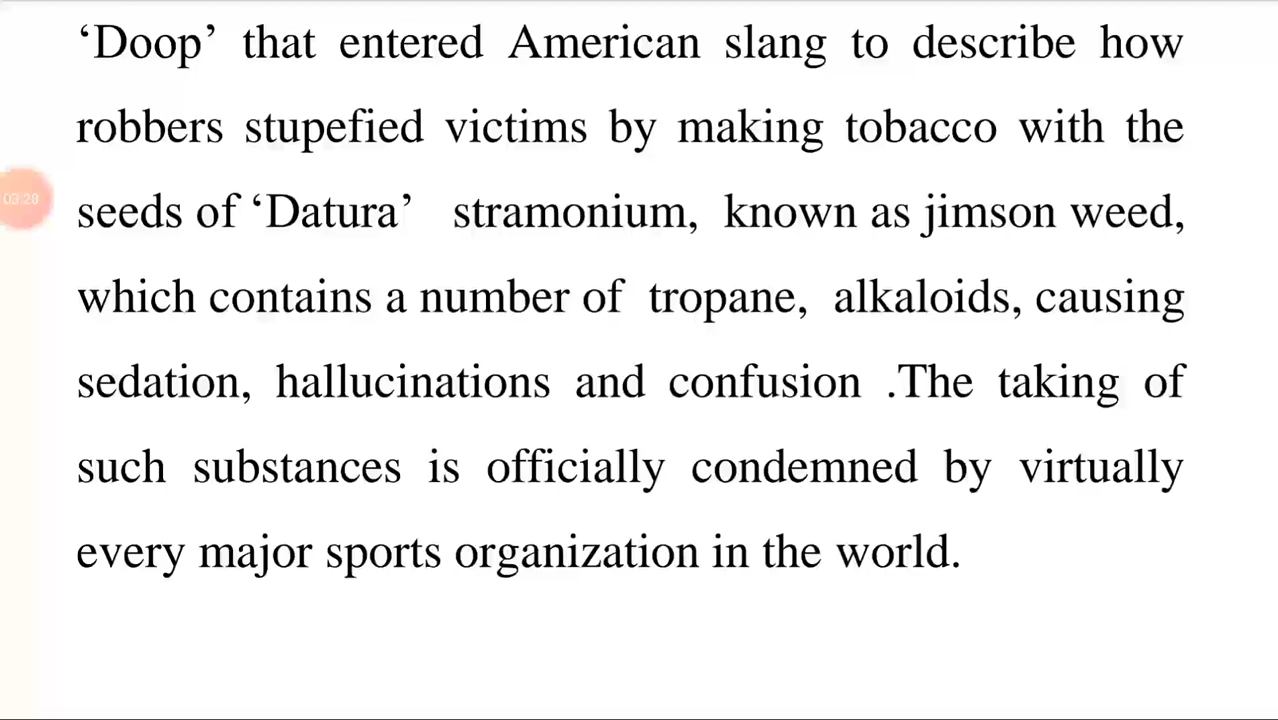 ‘Doop’ that entered American slang to describe how
robbers stupefied victims by making tobacco with the
seeds of ‘Datura’ stramonium, known as jimson weed,
which contains a number of tropane, alkaloids, causing
sedation, hallucinations and confusion .The taking of
such substances is officially condemned by virtually
every major sports organization in the world.
03:28